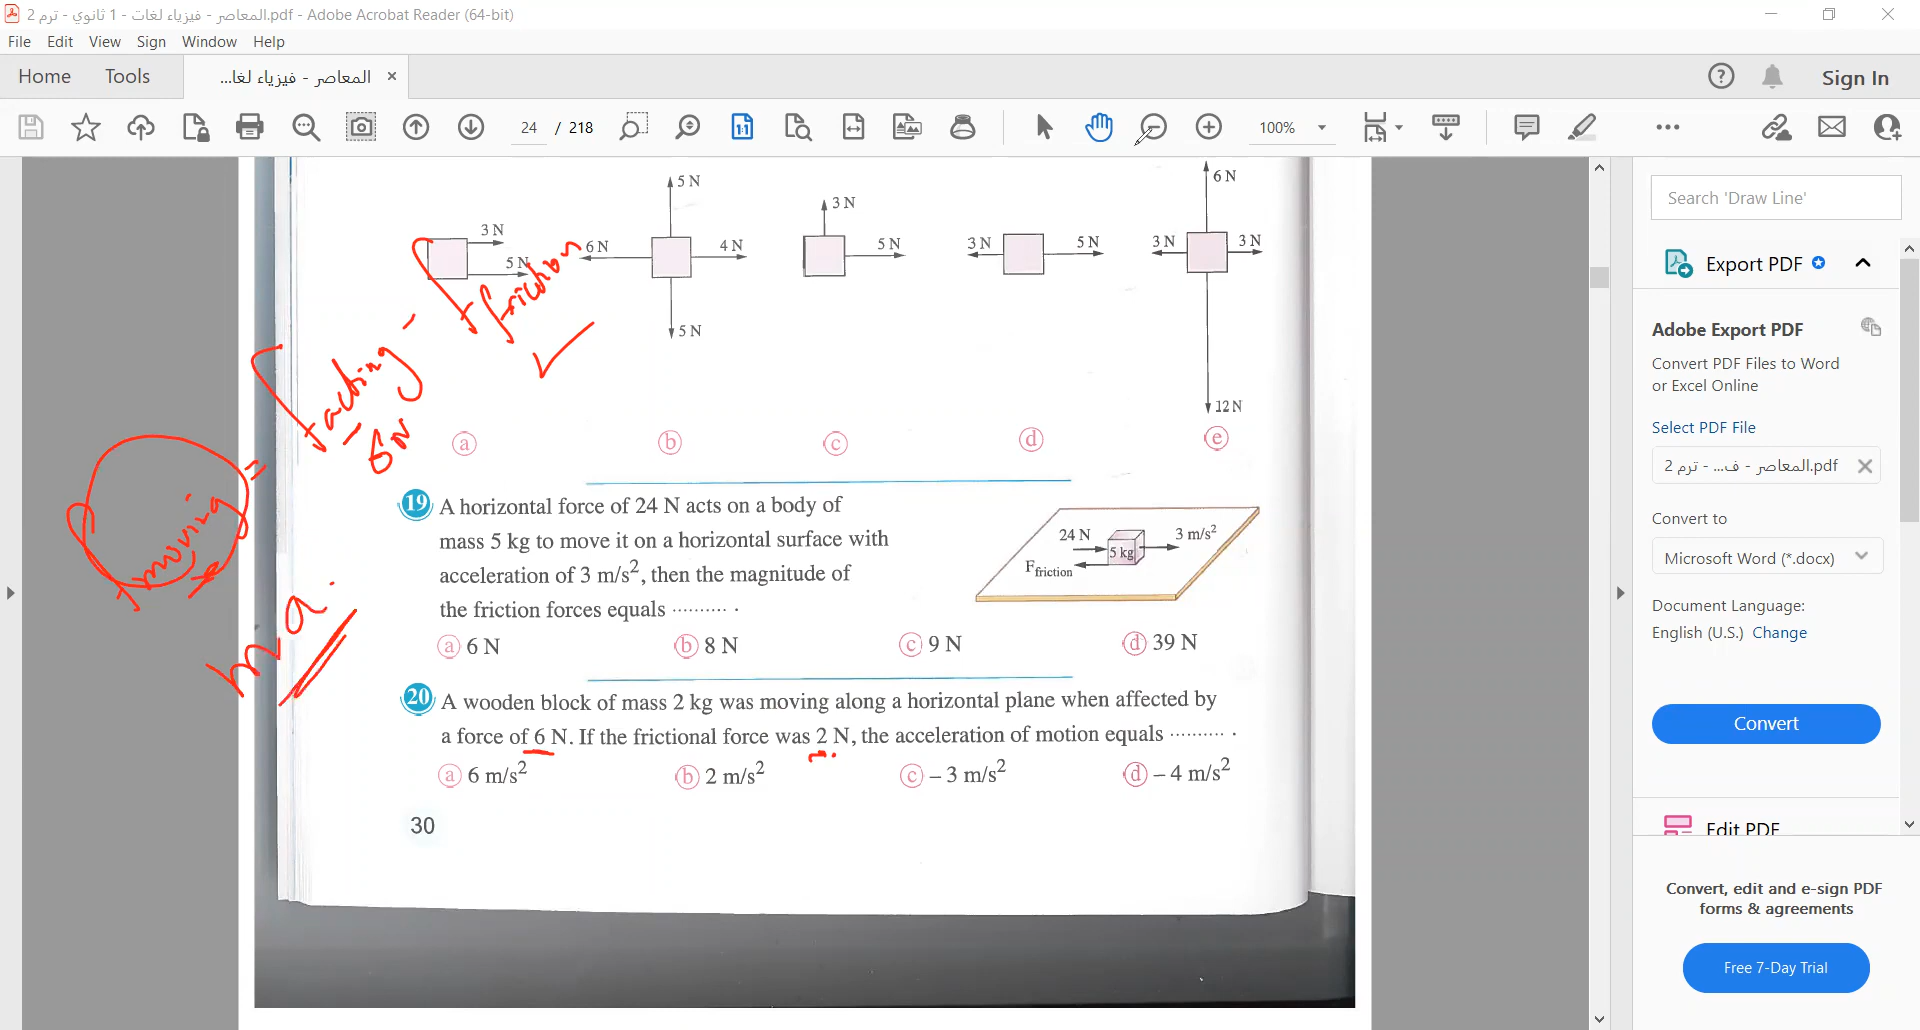 المعاصر - فيزياء لغات - 1 ثانوي - ترم 2.pdf - Adobe Acrobat Reader (64-bit)
File Edit View Sign Window Help
Home Tools المعاصر - فيزياء لغا... × Sign In
24 / 218 100%
5 N
3 N
5 N
6 N
4 N
5 N
3 N
5 N
3 N
5 N
6 N
3 N
3 N
12 N
F friction
F acting -
6N
F moving =
m a
a b c d e
19 A horizontal force of 24 N acts on a body of
mass 5 kg to move it on a horizontal surface with
acceleration of 3 m/s², then the magnitude of
the friction forces equals .......... .
24 N
5 kg
3 m/s²
F friction
a 6 N b 8 N c 9 N d 39 N
20 A wooden block of mass 2 kg was moving along a horizontal plane when affected by
a force of 6 N. If the frictional force was 2 N, the acceleration of motion equals .......... .
a 6 m/s² b 2 m/s² c – 3 m/s² d – 4 m/s²
30
Search 'Draw Line'
Export PDF
Adobe Export PDF
Convert PDF Files to Word
or Excel Online
Select PDF File
المعاصر - ف... - ترم 2.pdf
Convert to
Microsoft Word (*.docx)
Document Language:
English (U.S.) Change
Convert
Edit PDF
Convert, edit and e-sign PDF
forms & agreements
Free 7-Day Trial